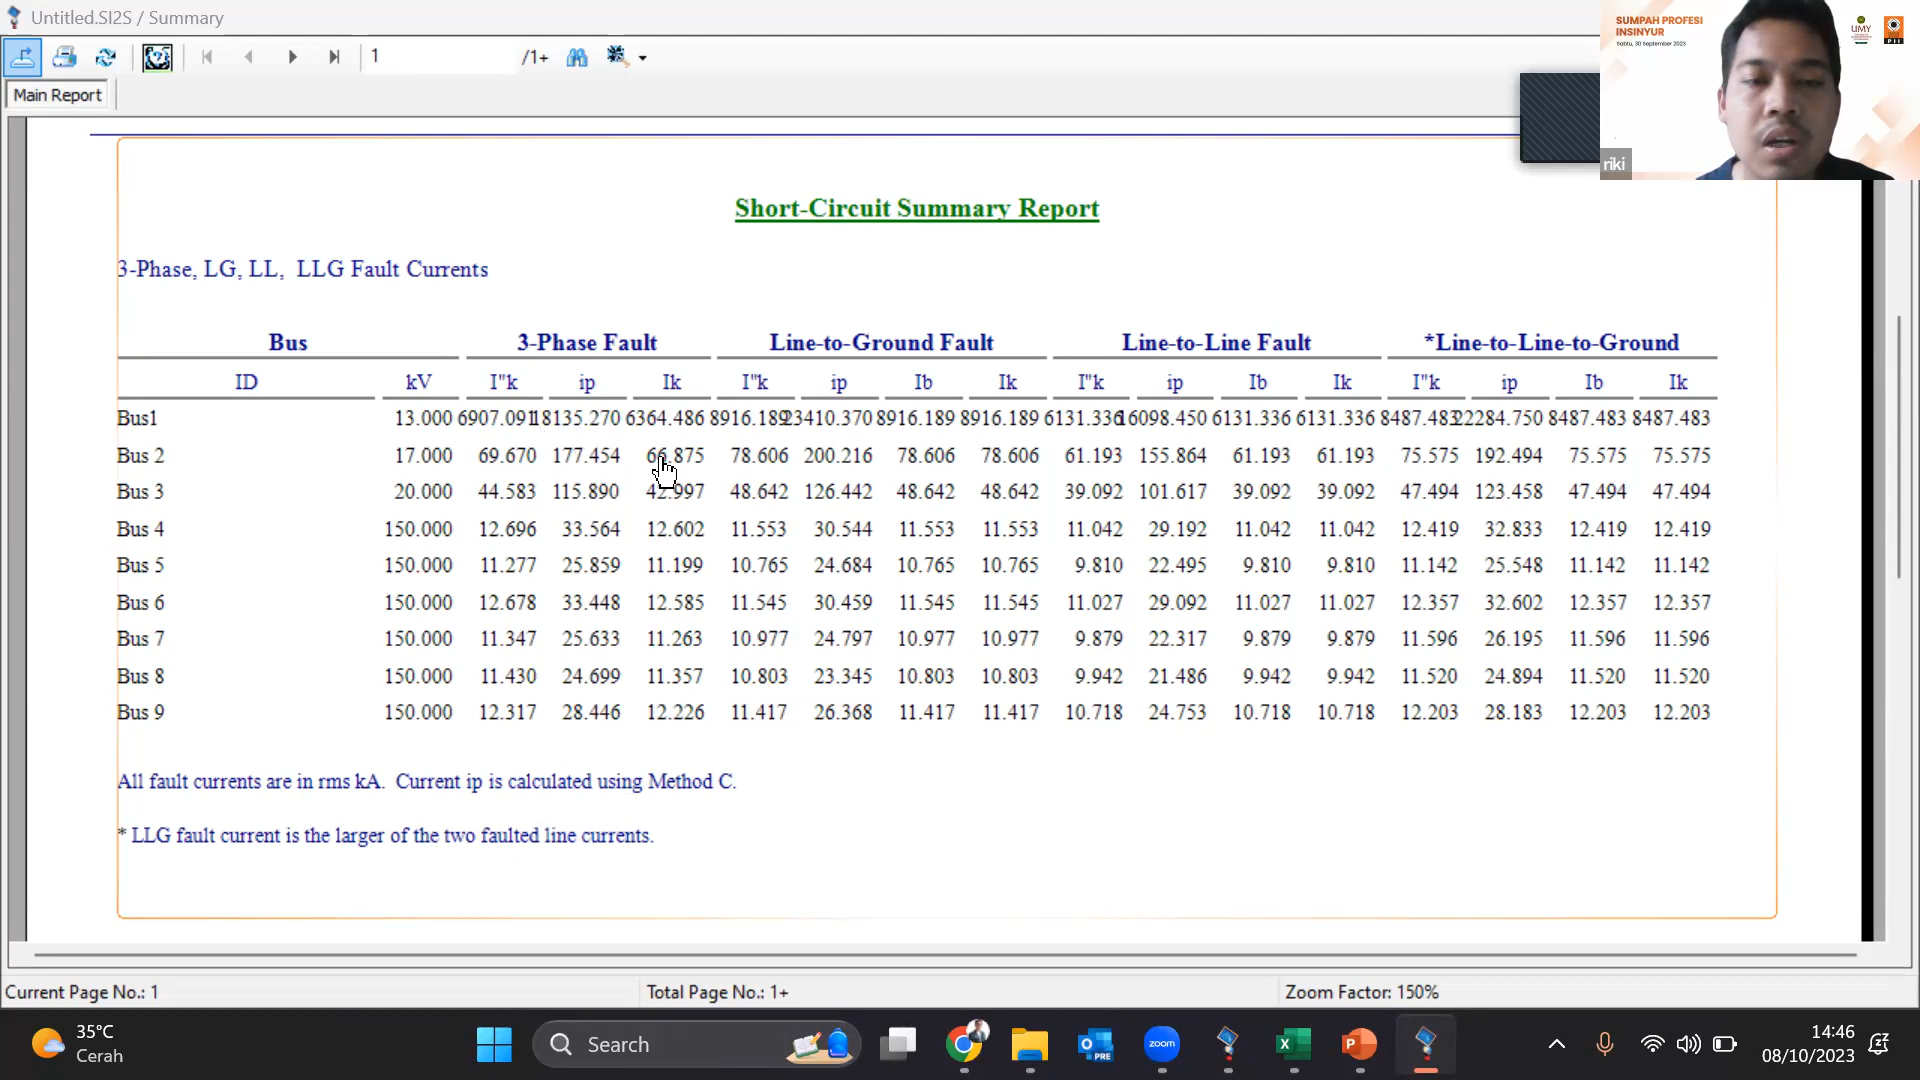 Untitled.SI2S / Summary
1
/1+
Main Report
SUMPAH PROFESI
INSINYUR
Sabtu, 30 September 2023
UMY
PII
riki
Short-Circuit Summary Report
3-Phase, LG, LL, LLG Fault Currents
Bus 3-Phase Fault Line-to-Ground Fault Line-to-Line Fault *Line-to-Line-to-Ground
ID kV I"k ip Ik I"k ip Ib Ik I"k ip Ib Ik I"k ip Ib Ik
Bus1 13.000 6907.091 18135.270 6364.486 8916.189 23410.370 8916.189 8916.189 6131.336 16098.450 6131.336 6131.336 8487.483 22284.750 8487.483 8487.483
Bus 2 17.000 69.670 177.454 66.875 78.606 200.216 78.606 78.606 61.193 155.864 61.193 61.193 75.575 192.494 75.575 75.575
Bus 3 20.000 44.583 115.890 42.997 48.642 126.442 48.642 48.642 39.092 101.617 39.092 39.092 47.494 123.458 47.494 47.494
Bus 4 150.000 12.696 33.564 12.602 11.553 30.544 11.553 11.553 11.042 29.192 11.042 11.042 12.419 32.833 12.419 12.419
Bus 5 150.000 11.277 25.859 11.199 10.765 24.684 10.765 10.765 9.810 22.495 9.810 9.810 11.142 25.548 11.142 11.142
Bus 6 150.000 12.678 33.448 12.585 11.545 30.459 11.545 11.545 11.027 29.092 11.027 11.027 12.357 32.602 12.357 12.357
Bus 7 150.000 11.347 25.633 11.263 10.977 24.797 10.977 10.977 9.879 22.317 9.879 9.879 11.596 26.195 11.596 11.596
Bus 8 150.000 11.430 24.699 11.357 10.803 23.345 10.803 10.803 9.942 21.486 9.942 9.942 11.520 24.894 11.520 11.520
Bus 9 150.000 12.317 28.446 12.226 11.417 26.368 11.417 11.417 10.718 24.753 10.718 10.718 12.203 28.183 12.203 12.203
All fault currents are in rms kA. Current ip is calculated using Method C.
* LLG fault current is the larger of the two faulted line currents.
Current Page No.: 1
Total Page No.: 1+
Zoom Factor: 150%
35°C
Cerah
Search
PRE
zoom
14:46
08/10/2023